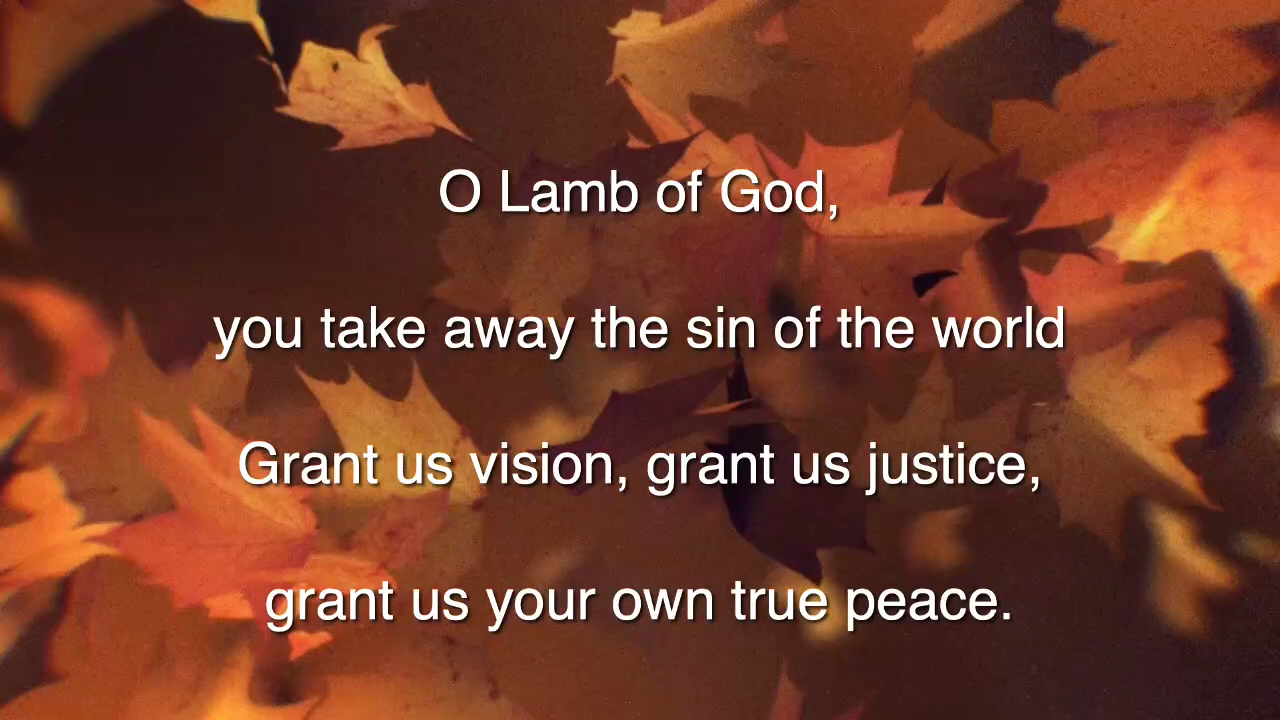 O Lamb of God,
you take away the sin of the world
Grant us vision, grant us justice,
grant us your own true peace.